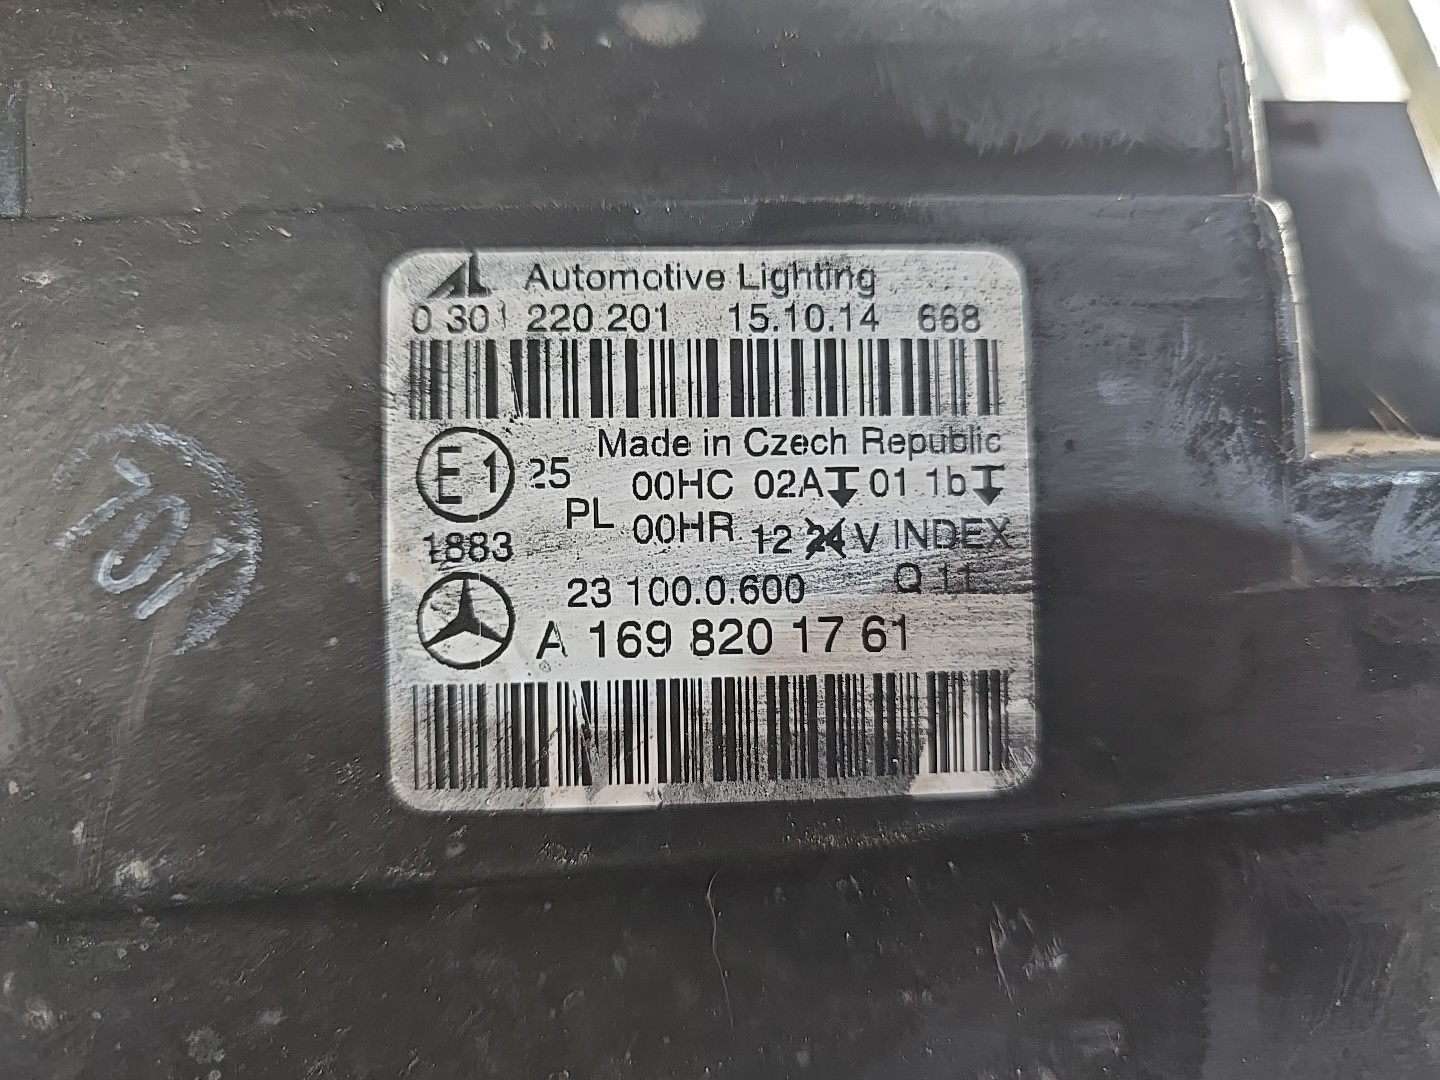 AL Automotive Lighting
0 301 220 201 15.10.14 668
Made in Czech Republic
E1 25 00HC 02A 01 1b
PL 00HR 12 24 V INDEX
1883 Q 11
23 100.0.600
A 169 820 17 61